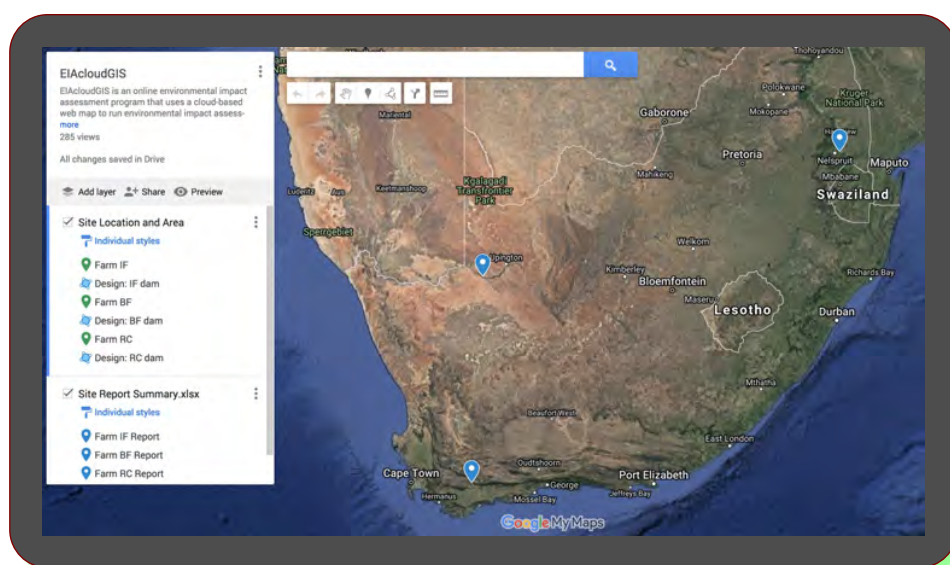 EIAcloudGIS
EIAcloudGIS is an online environmental impact
assessment program that uses a cloud-based
web map to run environmental impact assess-
more
285 views
All changes saved in Drive
Add layer
Share
Preview
Site Location and Area
Individual styles
Farm IF
Design: IF dam
Farm BF
Design: BF dam
Farm RC
Design: RC dam
Site Report Summary.xlsx
Individual styles
Farm IF Report
Farm BF Report
Farm RC Report
Thohoyandou
Polokwane
Kruger
National Park
Mariental
Gaborone
Mokopane
Pretoria
Nelspruit
Maputo
Mahikeng
Mbabane
Kgalagadi
Transfrontier
Park
Luderitz
Aus
Keetmanshoop
Swaziland
Sperrgebiet
Welkom
Upington
Kimberley
Bloemfontein
Richards Bay
Maseru
Lesotho
Durban
Mthatha
Beaufort West
East London
Cape Town
Oudtshoorn
Port Elizabeth
George
Hermanus
Mossel Bay
Jeffreys Bay
Google My Maps